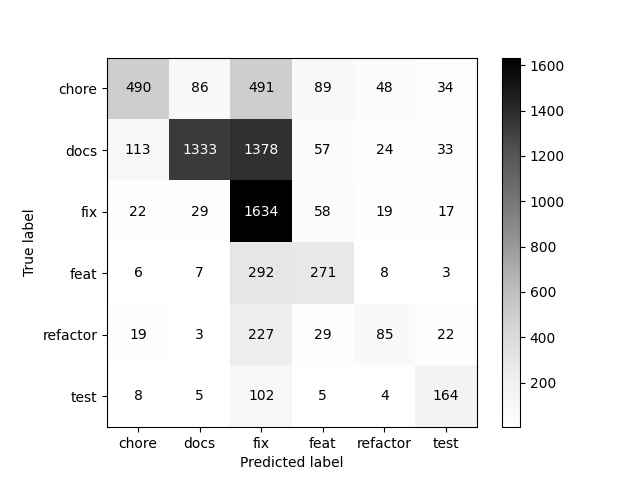 chore 490 86 491 89 48 34
docs 113 1333 1378 57 24 33
fix 22 29 1634 58 19 17
feat 6 7 292 271 8 3
refactor 19 3 227 29 85 22
test 8 5 102 5 4 164
chore docs fix feat refactor test
Predicted label
True label
1600
1400
1200
1000
800
600
400
200